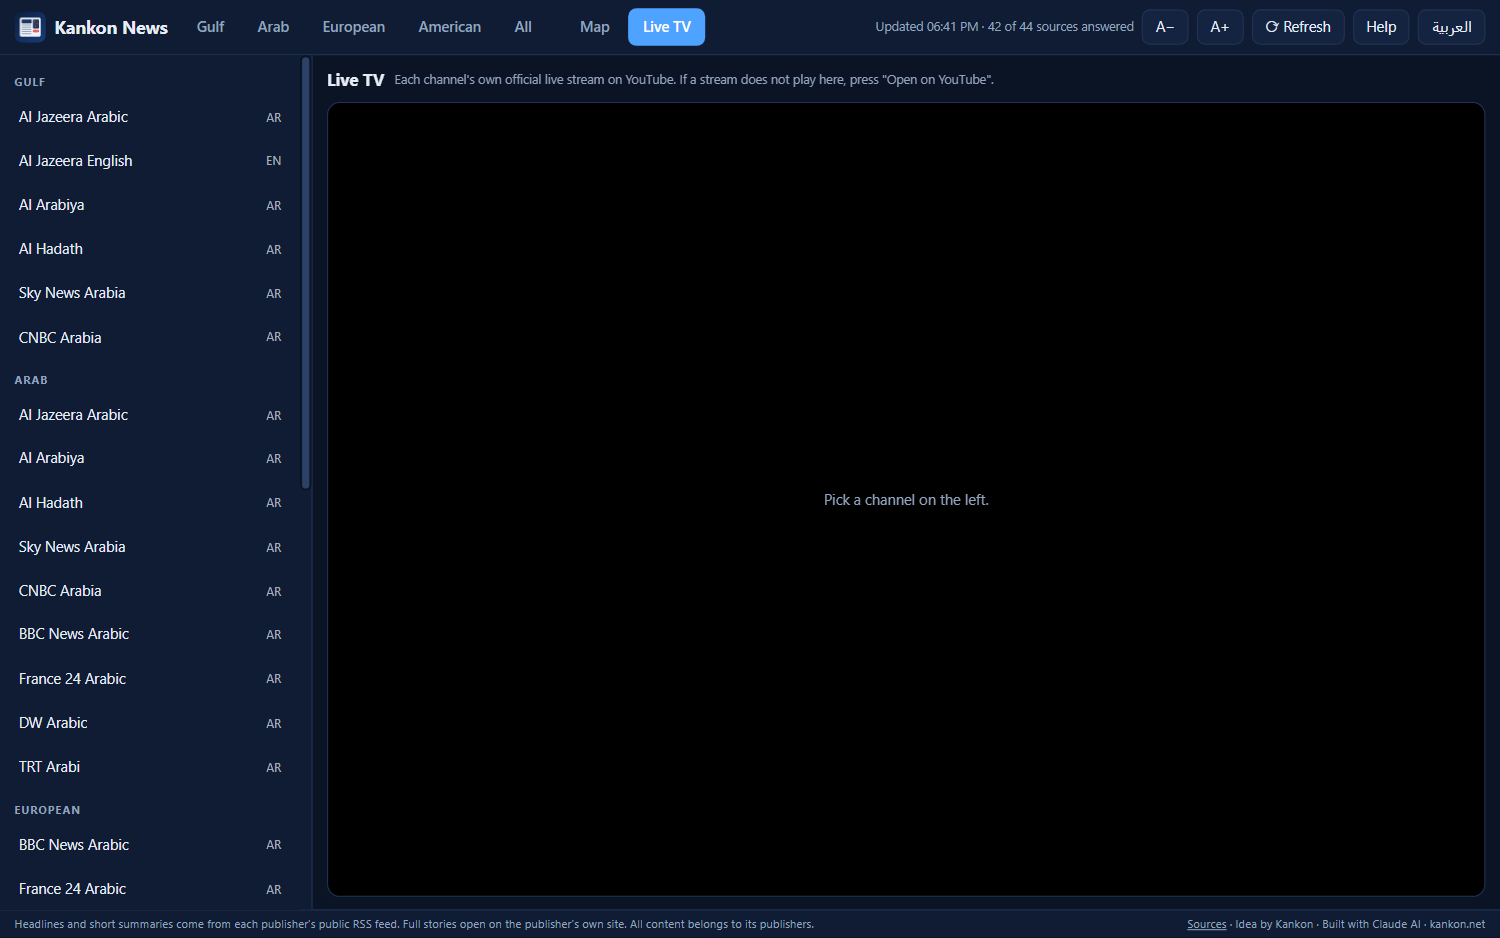 Kankon News Gulf Arab European American All Map Live TV Updated 06:41 PM · 42 of 44 sources answered A− A+ ⟳ Refresh Help العربية
GULF
Al Jazeera Arabic AR
Al Jazeera English EN
Al Arabiya AR
Al Hadath AR
Sky News Arabia AR
CNBC Arabia AR
ARAB
Al Jazeera Arabic AR
Al Arabiya AR
Al Hadath AR
Sky News Arabia AR
CNBC Arabia AR
BBC News Arabic AR
France 24 Arabic AR
DW Arabic AR
TRT Arabi AR
EUROPEAN
BBC News Arabic AR
France 24 Arabic AR
Live TV Each channel's own official live stream on YouTube. If a stream does not play here, press "Open on YouTube".
Pick a channel on the left.
Headlines and short summaries come from each publisher's public RSS feed. Full stories open on the publisher's own site. All content belongs to its publishers.
Sources · Idea by Kankon · Built with Claude AI · kankon.net